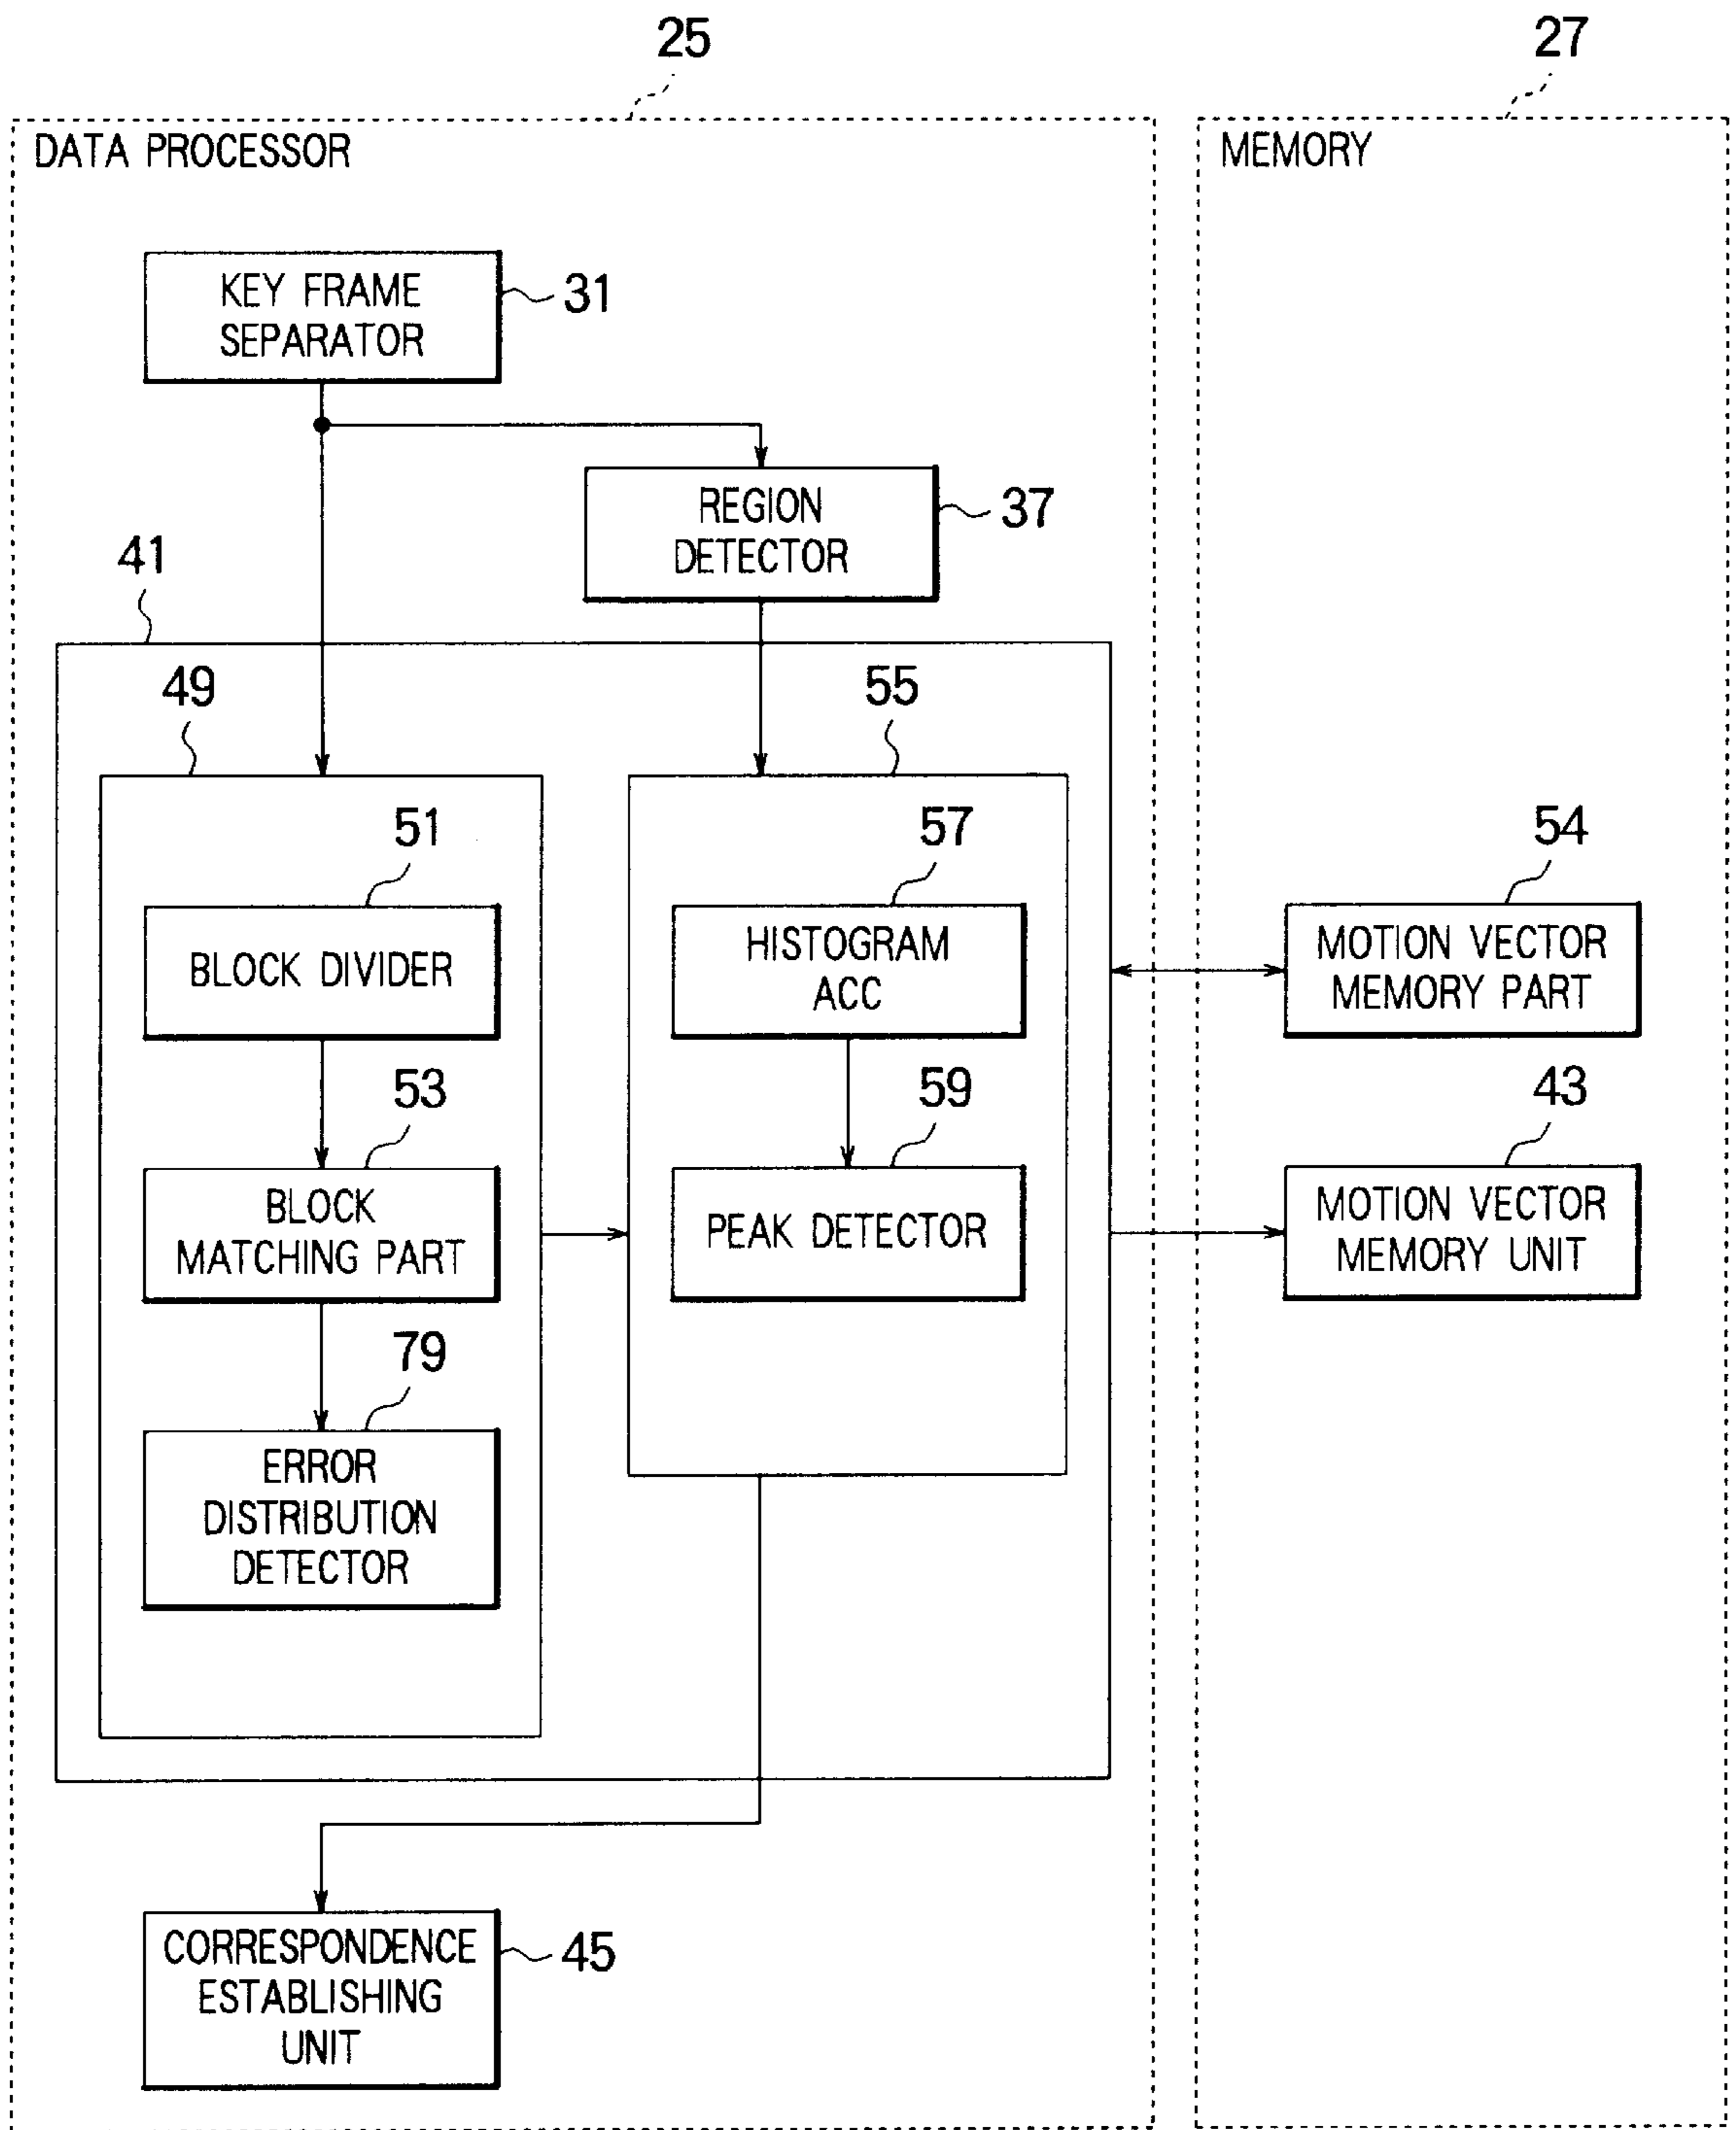 25
27
DATA PROCESSOR
MEMORY
KEY FRAME
SEPARATOR
31
REGION
DETECTOR
37
41
49
55
51
57
54
BLOCK DIVIDER
HISTOGRAM
ACC
MOTION VECTOR
MEMORY PART
53
59
43
BLOCK
MATCHING PART
PEAK DETECTOR
MOTION VECTOR
MEMORY UNIT
79
ERROR
DISTRIBUTION
DETECTOR
CORRESPONDENCE
ESTABLISHING
UNIT
45